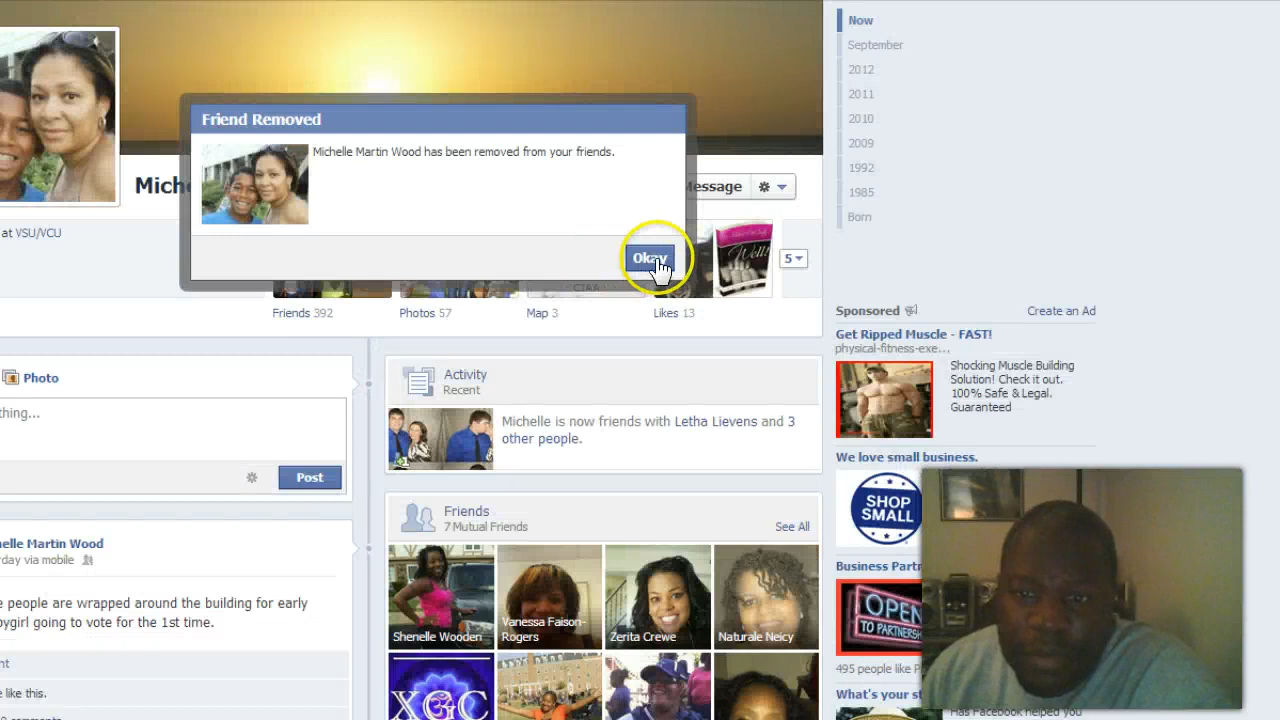 Now
September
2012
2011
2010
2009
1992
1985
Born
Friend Removed
Michelle Martin Wood has been removed from your friends.
Okay
Mich
Message
at VSU/VCU
5
Friends 392
Photos 57
Map 3
Likes 13
Photo
thing...
Post
Activity
Recent
Michelle is now friends with Letha Lievens and 3
other people.
Friends
7 Mutual Friends
See All
Shenelle Wooden
Vanessa Faison-
Rogers
Zerita Crewe
Naturale Neicy
helle Martin Wood
day via mobile
e people are wrapped around the building for early
bygirl going to vote for the 1st time.
nt
like this.
Sponsored
Create an Ad
Get Ripped Muscle - FAST!
physical-fitness-exe...
Shocking Muscle Building
Solution! Check it out.
100% Safe & Legal.
Guaranteed
We love small business.
SHOP
SMALL
Business Partn
OPEN
TO PARTNERSH
495 people like P
What's your st
Has Facebook helped you